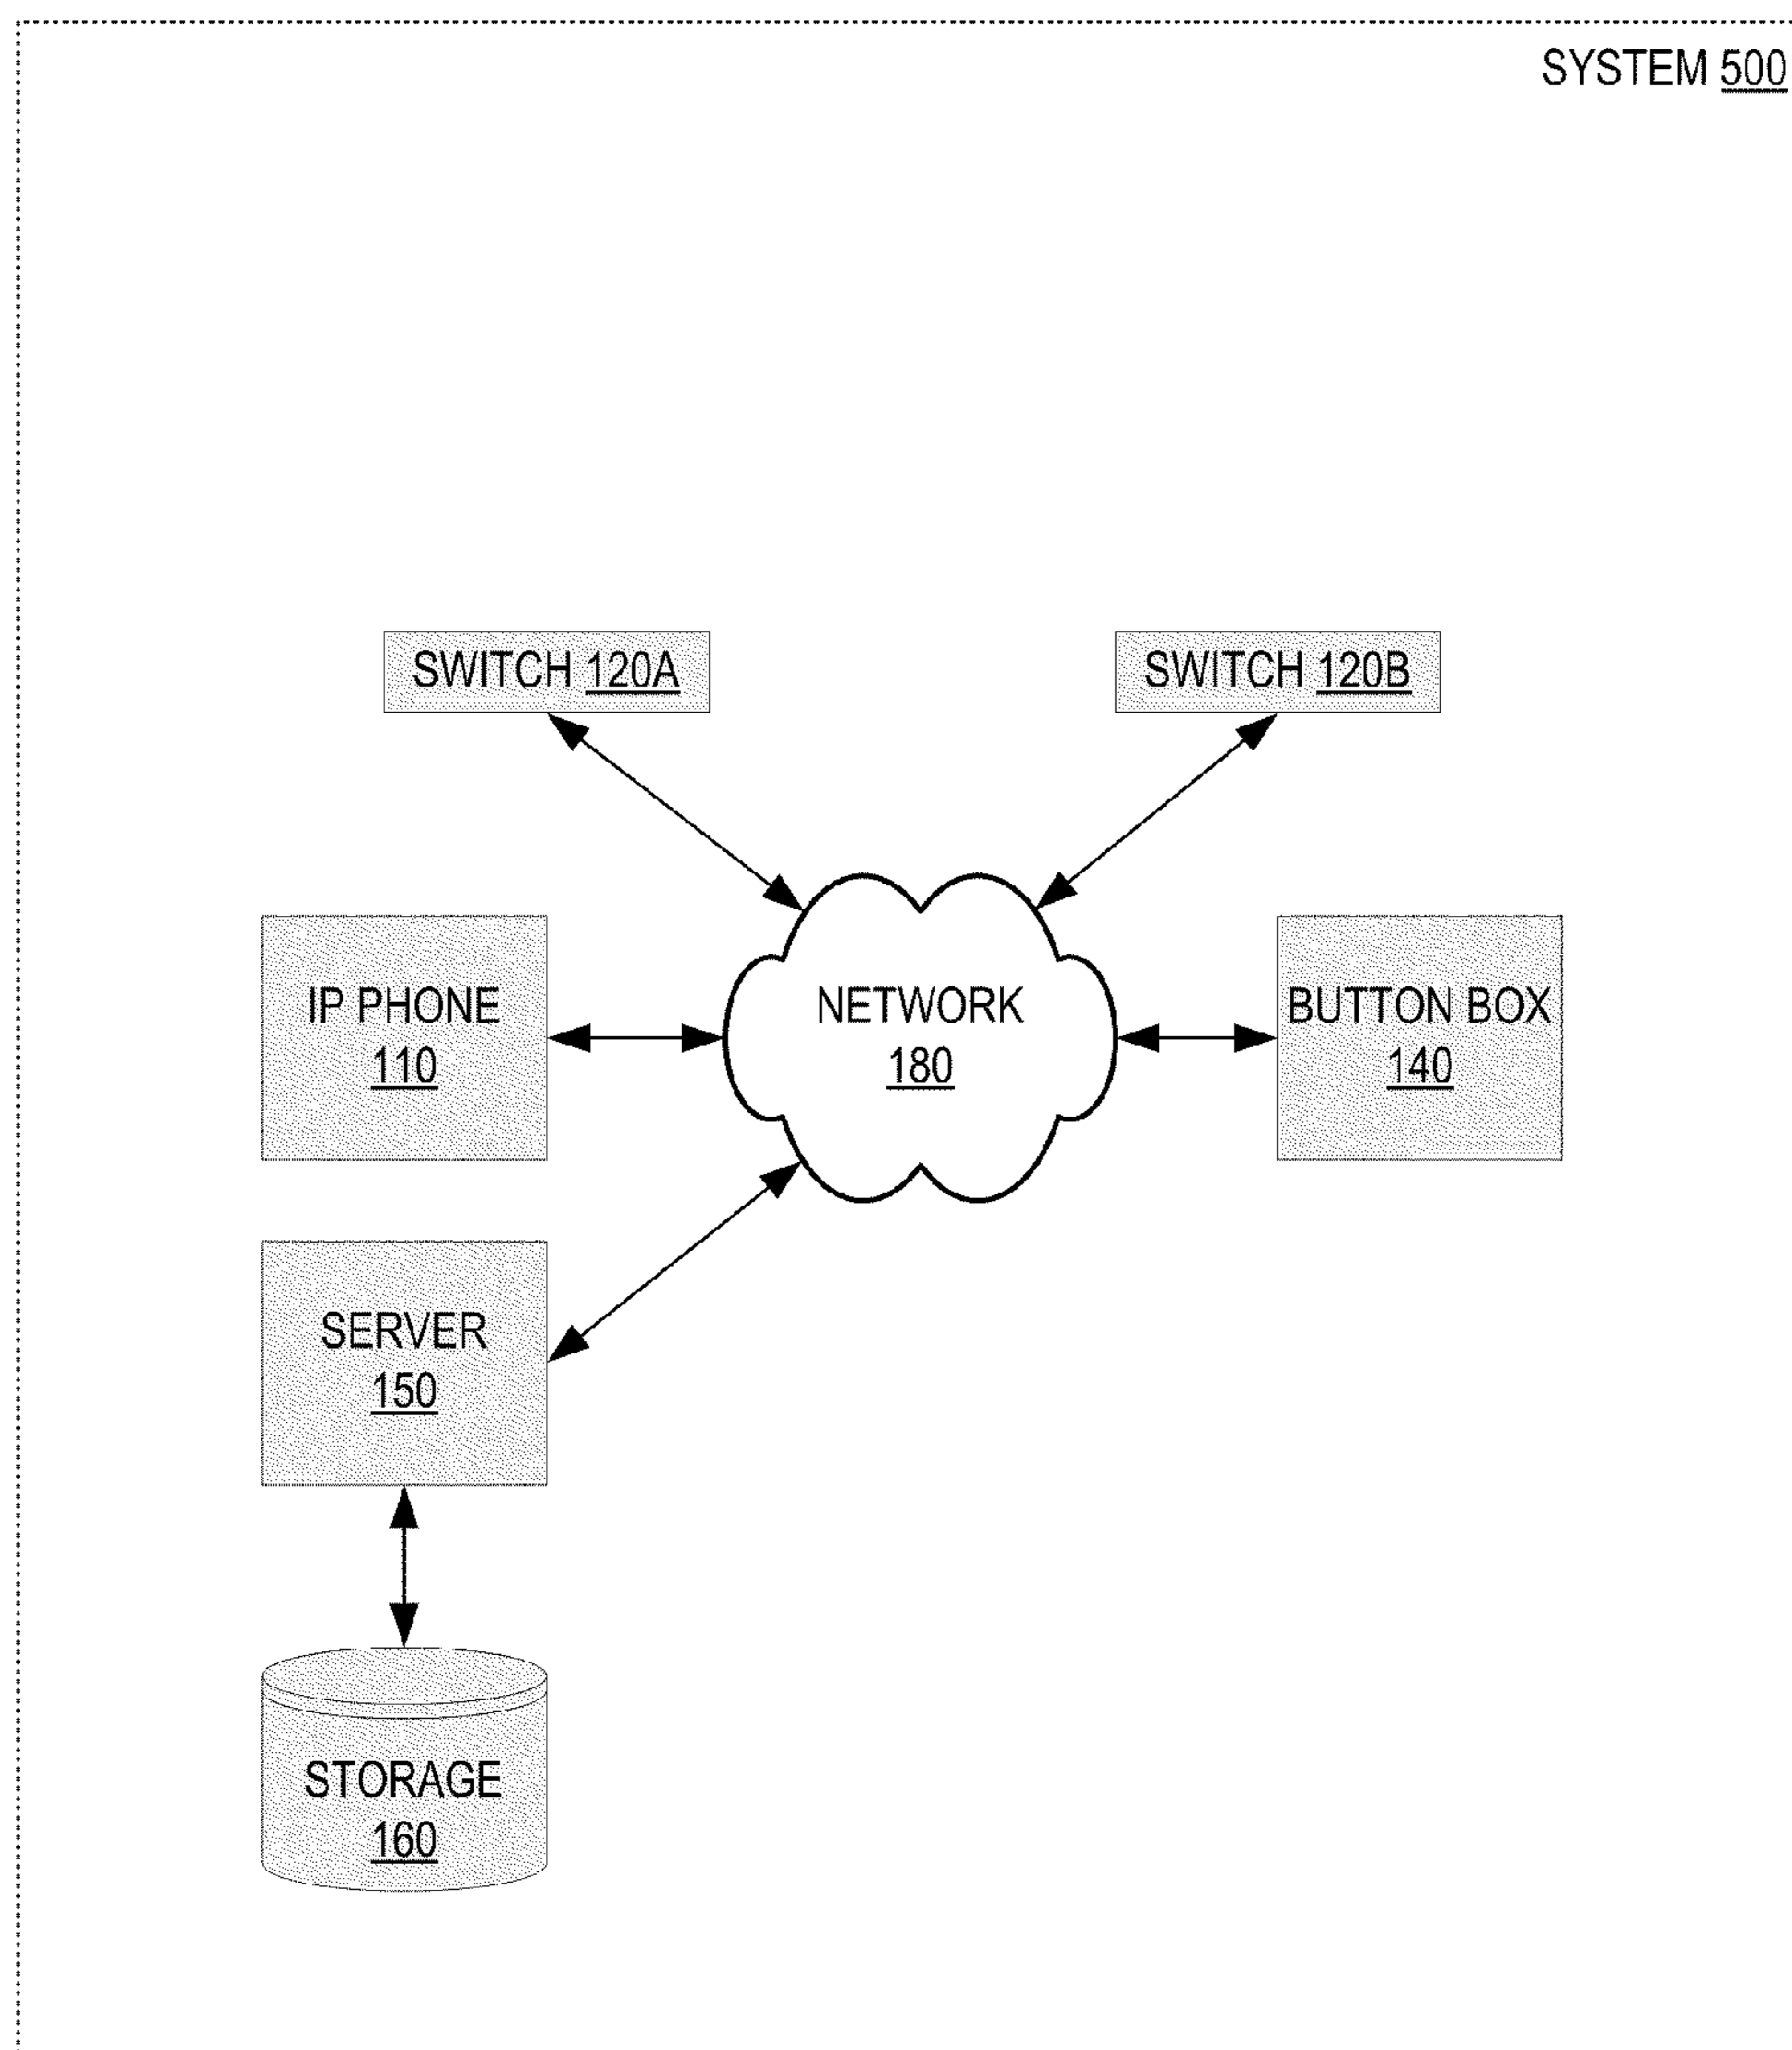 SYSTEM 500
SWITCH 120A
SWITCH 120B
IP PHONE
110
NETWORK
180
BUTTON BOX
140
SERVER
150
STORAGE
160